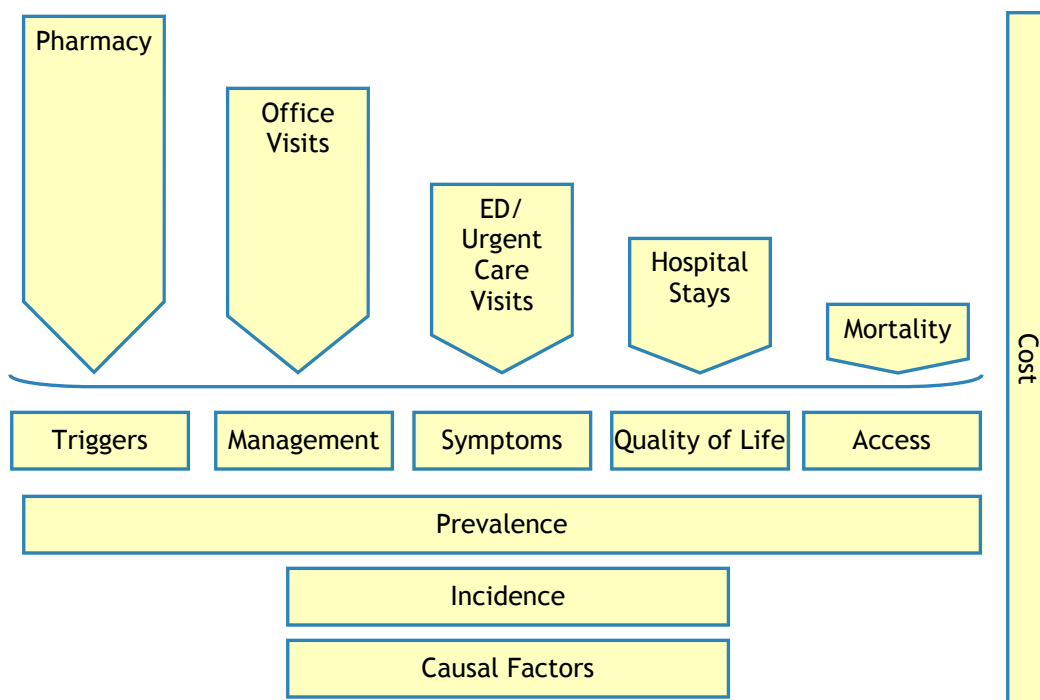 Pharmacy
Office
Visits
ED/
Urgent
Care
Visits
Hospital
Stays
Mortality
Cost
Triggers
Management
Symptoms
Quality of Life
Access
Prevalence
Incidence
Causal Factors